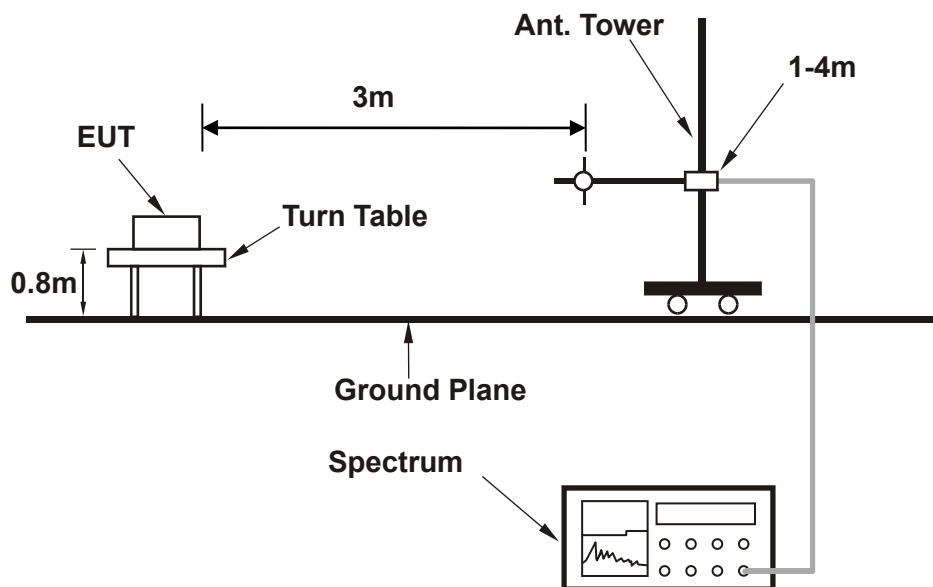 Ant. Tower
1-4m
3m
EUT
Turn Table
0.8m
Ground Plane
Spectrum